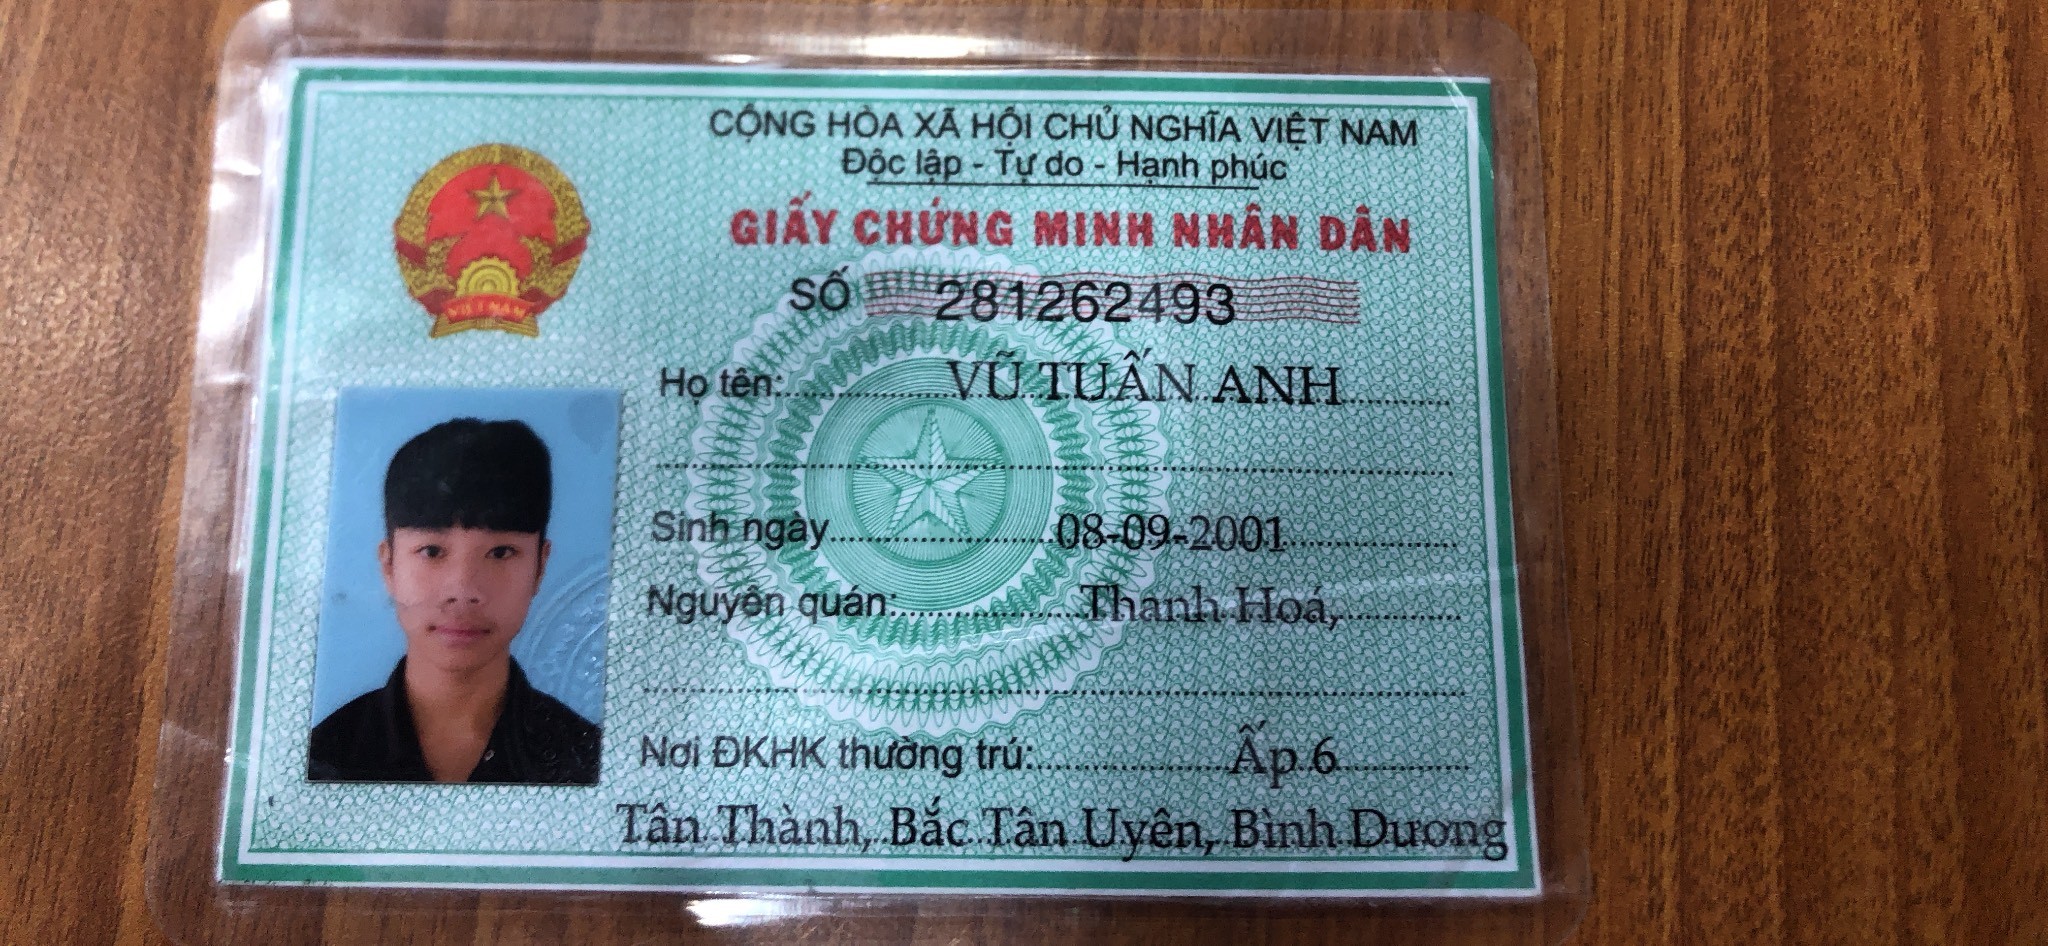 CỘNG HÒA XÃ HỘI CHỦ NGHĨA VIỆT NAM
Độc lập - Tự do - Hạnh phúc
GIẤY CHỨNG MINH NHÂN DÂN
SỐ 281262493
VIỆT NAM
Họ tên: VŨ TUẤN ANH
Sinh ngày 08-09-2001
Nguyên quán: Thanh Hoá,
Nơi ĐKHK thường trú: Ấp 6
Tân Thành, Bắc Tân Uyên, Bình Dương